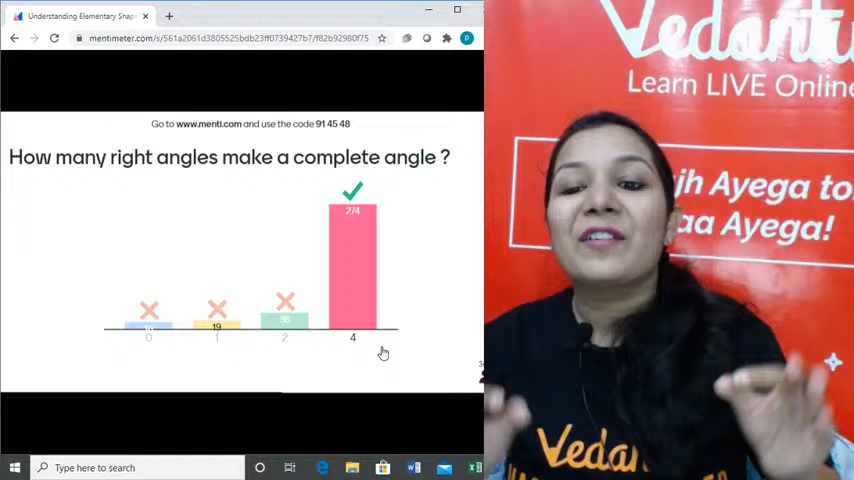 Understanding Elementary Shap
mentimeter.com/s/561a2061d3805525bdb23ff0739427b7/f82b92980f75
Go to www.menti.com and use the code 91 45 48
How many right angles make a complete angle ?
274
36
19
0
1
2
4
Type here to search
Vedantu
Learn LIVE Online
jh Ayega to
aa Ayega!
Vedan